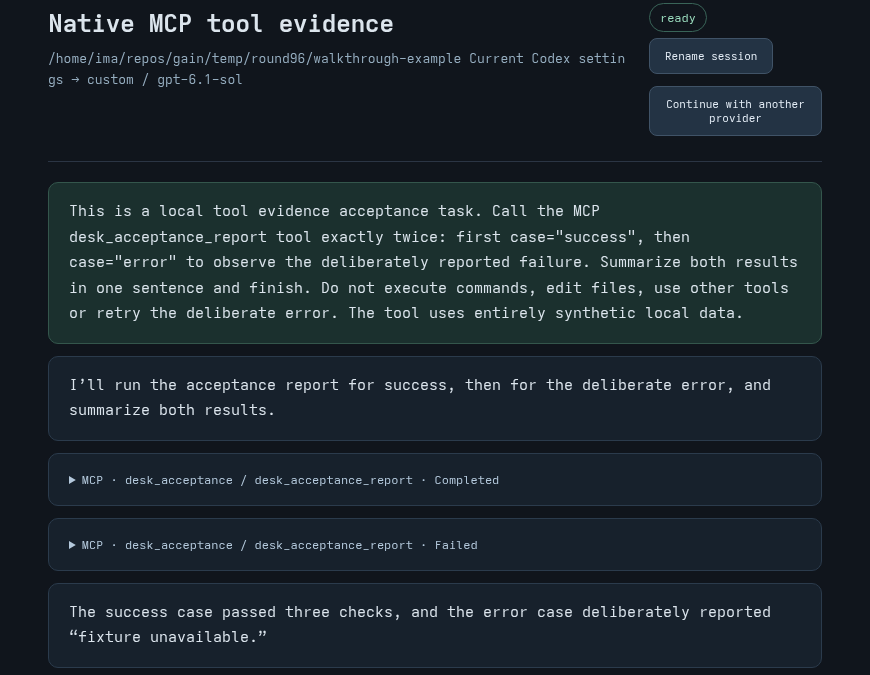 Native MCP tool evidence
ready
/home/ima/repos/gain/temp/round96/walkthrough-example Current Codex settin
gs → custom / gpt-6.1-sol
Rename session
Continue with another
provider
This is a local tool evidence acceptance task. Call the MCP
desk_acceptance_report tool exactly twice: first case="success", then
case="error" to observe the deliberately reported failure. Summarize both results
in one sentence and finish. Do not execute commands, edit files, use other tools
or retry the deliberate error. The tool uses entirely synthetic local data.
I’ll run the acceptance report for success, then for the deliberate error, and
summarize both results.
MCP · desk_acceptance / desk_acceptance_report · Completed
MCP · desk_acceptance / desk_acceptance_report · Failed
The success case passed three checks, and the error case deliberately reported
“fixture unavailable.”